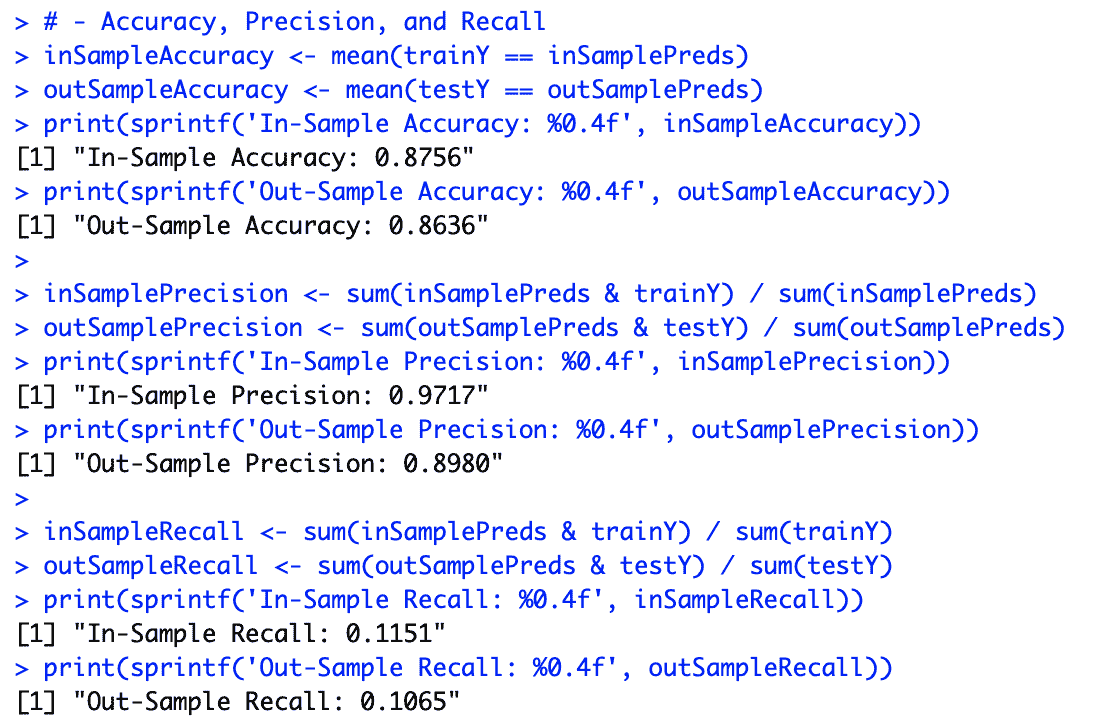 > # - Accuracy, Precision, and Recall
> inSampleAccuracy <- mean(trainY == inSamplePreds)
> outSampleAccuracy <- mean(testY == outSamplePreds)
> print(sprintf('In-Sample Accuracy: %0.4f', inSampleAccuracy))
[1] "In-Sample Accuracy: 0.8756"
> print(sprintf('Out-Sample Accuracy: %0.4f', outSampleAccuracy))
[1] "Out-Sample Accuracy: 0.8636"
>
> inSamplePrecision <- sum(inSamplePreds & trainY) / sum(inSamplePreds)
> outSamplePrecision <- sum(outSamplePreds & testY) / sum(outSamplePreds)
> print(sprintf('In-Sample Precision: %0.4f', inSamplePrecision))
[1] "In-Sample Precision: 0.9717"
> print(sprintf('Out-Sample Precision: %0.4f', outSamplePrecision))
[1] "Out-Sample Precision: 0.8980"
>
> inSampleRecall <- sum(inSamplePreds & trainY) / sum(trainY)
> outSampleRecall <- sum(outSamplePreds & testY) / sum(testY)
> print(sprintf('In-Sample Recall: %0.4f', inSampleRecall))
[1] "In-Sample Recall: 0.1151"
> print(sprintf('Out-Sample Recall: %0.4f', outSampleRecall))
[1] "Out-Sample Recall: 0.1065"